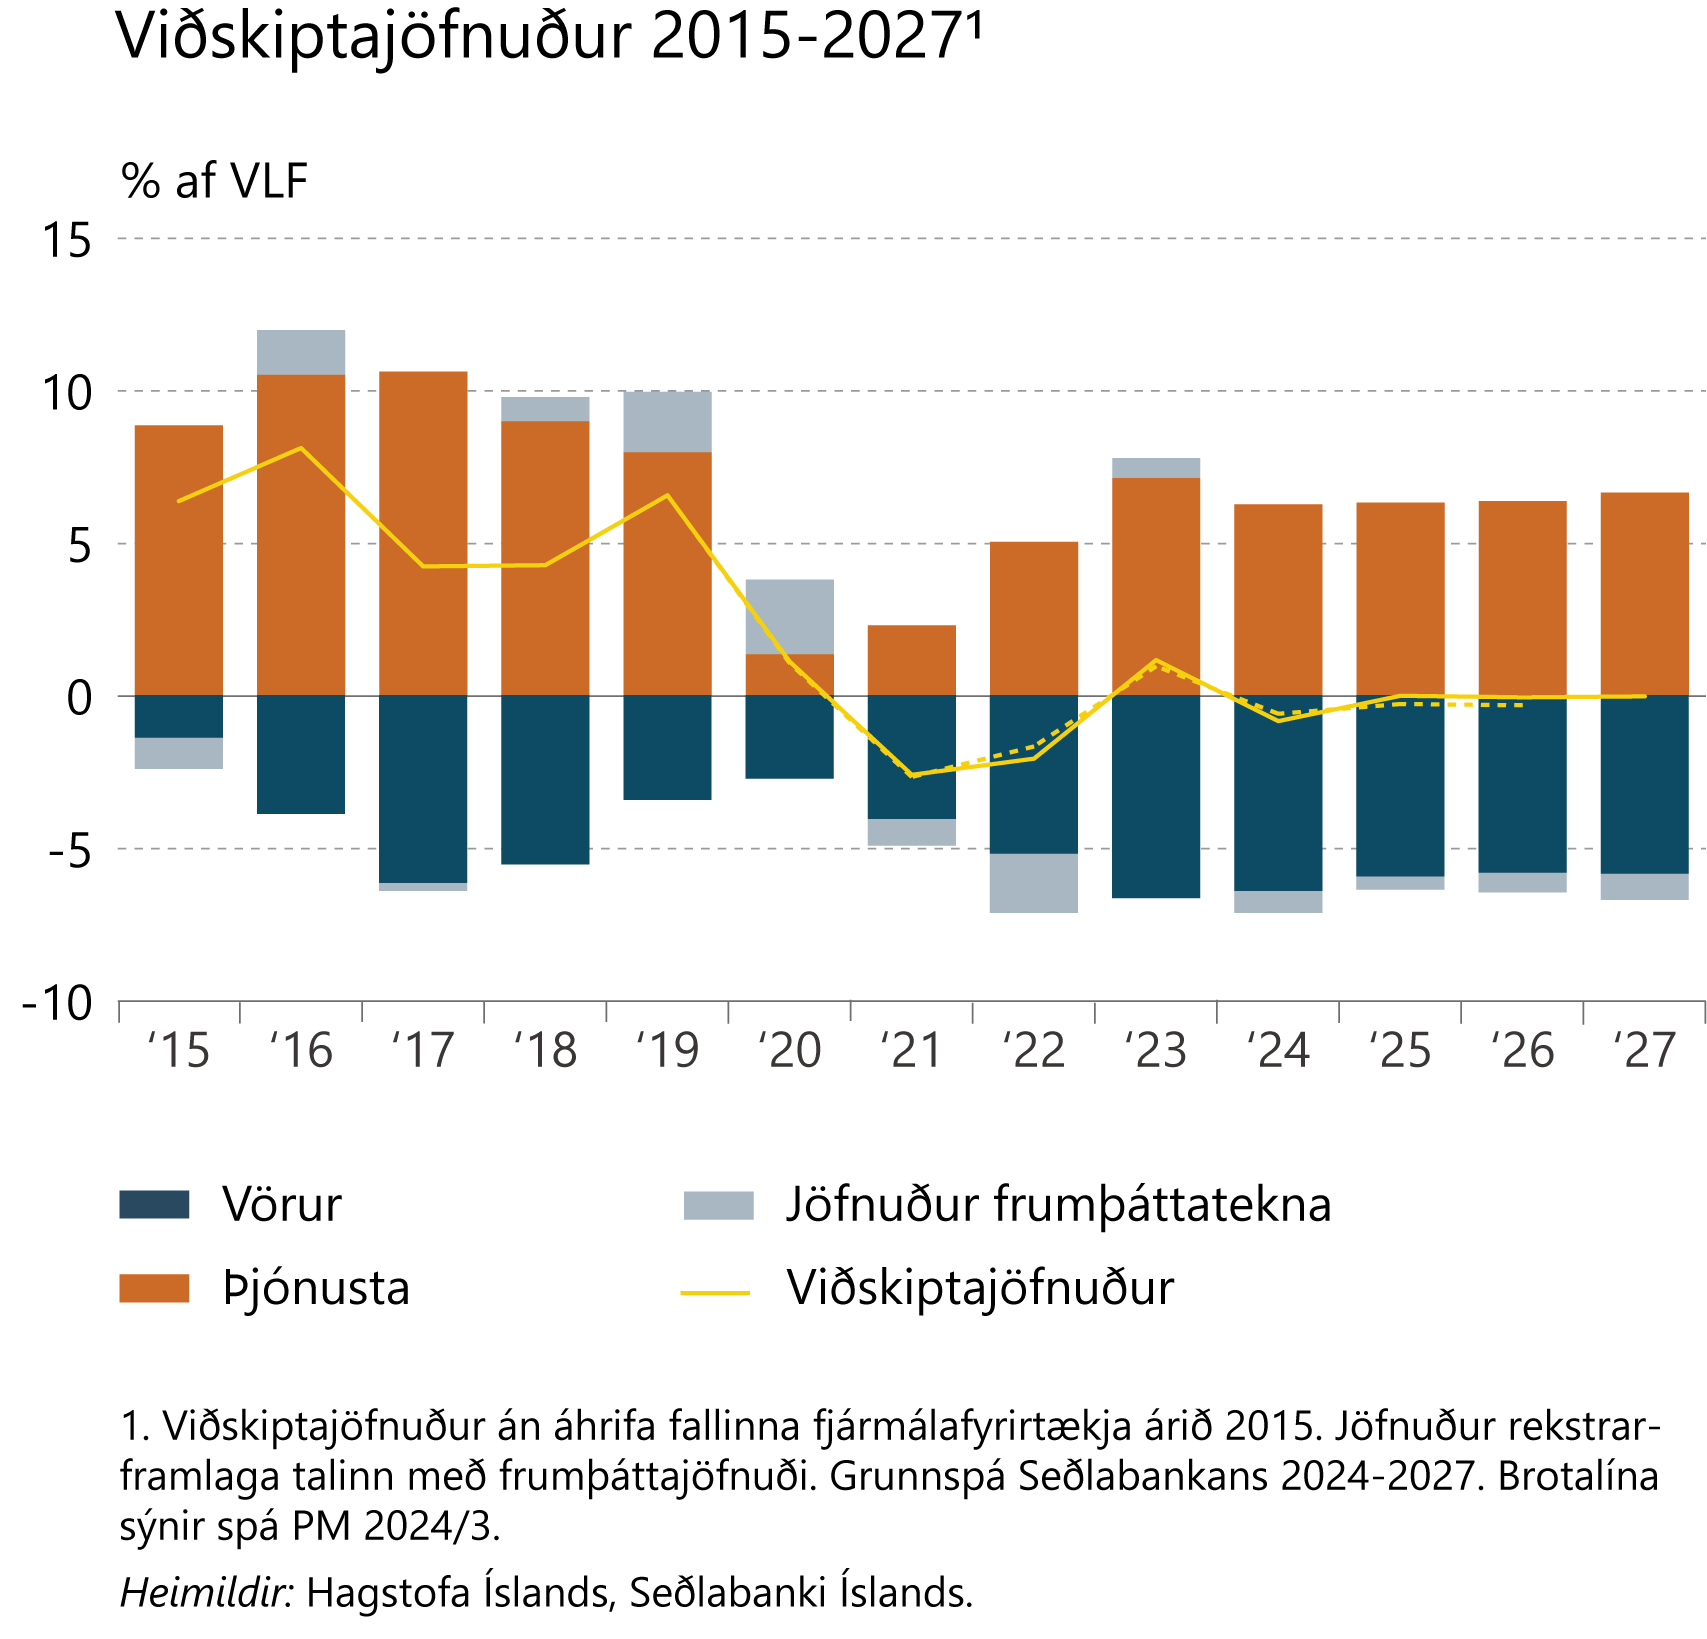 Viðskiptajöfnuður 2015-2027¹
% af VLF
15
10
5
0
-5
-10
‘15 ‘16 ‘17 ‘18 ‘19 ‘20 ‘21 ‘22 ‘23 ‘24 ‘25 ‘26 ‘27
Vörur
Jöfnuður frumþáttatekna
Þjónusta
Viðskiptajöfnuður
1. Viðskiptajöfnuður án áhrifa fallinna fjármálafyrirtækja árið 2015. Jöfnuður rekstrar-
framlaga talinn með frumþáttajöfnuði. Grunnspá Seðlabankans 2024-2027. Brotalína
sýnir spá PM 2024/3.
Heimildir: Hagstofa Íslands, Seðlabanki Íslands.